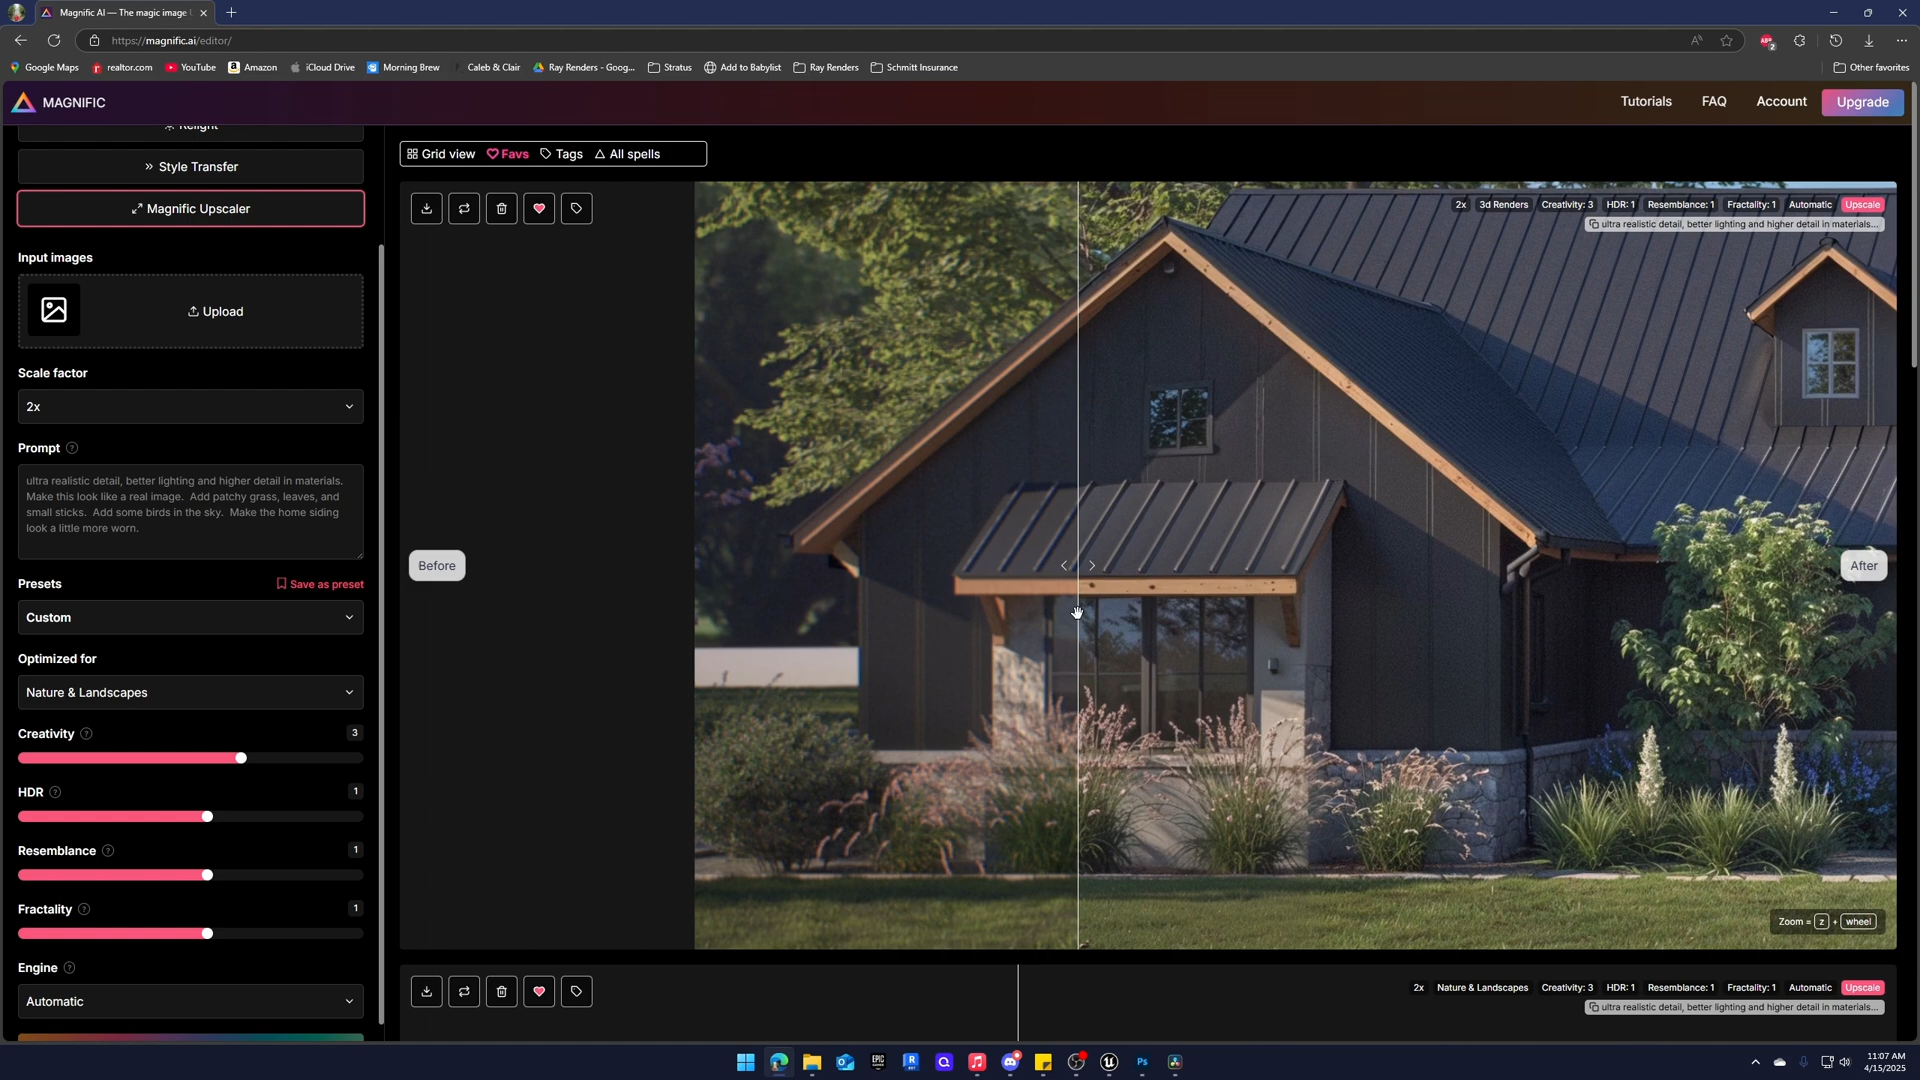 Magnific AI — The magic image
https://magnific.ai/editor/
Google Maps
realtor.com
YouTube
Amazon
iCloud Drive
Morning Brew
Caleb & Clair
Ray Renders - Goog...
Stratus
Add to Babylist
Ray Renders
Schmitt Insurance
Other favorites
MAGNIFIC
Tutorials
FAQ
Account
Upgrade
Relight
Style Transfer
Magnific Upscaler
Input images
Upload
Scale factor
2x
Prompt
ultra realistic detail, better lighting and higher detail in materials.
Make this look like a real image. Add patchy grass, leaves, and
small sticks. Add some birds in the sky. Make the home siding
look a little more worn.
Presets
Save as preset
Custom
Optimized for
Nature & Landscapes
Creativity
3
HDR
1
Resemblance
1
Fractality
1
Engine
Automatic
Grid view
Favs
Tags
All spells
2x
3d Renders
Creativity: 3
HDR: 1
Resemblance: 1
Fractality: 1
Automatic
Upscale
ultra realistic detail, better lighting and higher detail in materials...
Before
After
Zoom = z + wheel
2x
Nature & Landscapes
Creativity: 3
HDR: 1
Resemblance: 1
Fractality: 1
Automatic
Upscale
ultra realistic detail, better lighting and higher detail in materials...
11:07 AM
4/15/2025